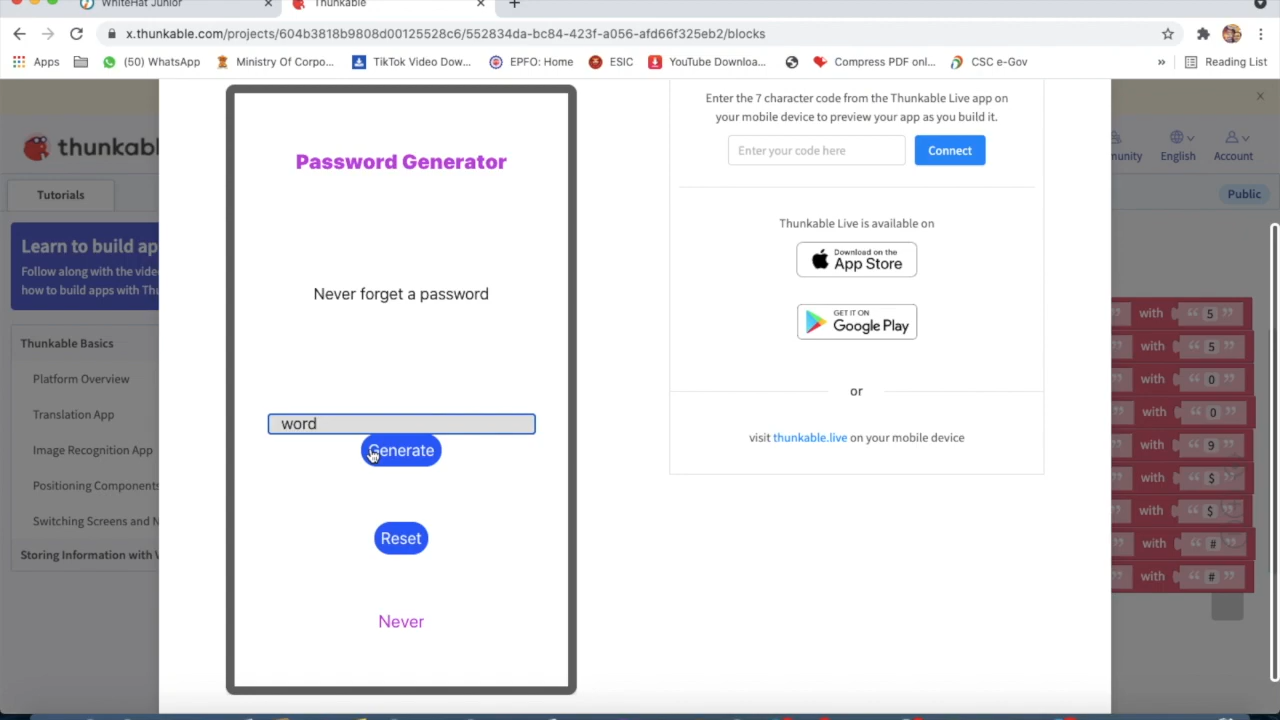 WhiteHat Junior
Thunkable
x.thunkable.com/projects/604b3818b9808d00125528c6/552834da-bc84-423f-a056-afd66f325eb2/blocks
Apps
(50) WhatsApp
Ministry Of Corpo...
TikTok Video Dow...
EPFO: Home
ESIC
YouTube Downloa...
Compress PDF onl...
CSC e-Gov
»
Reading List
thunkabl
munity
English
Account
Tutorials
Public
Learn to build ap
Follow along with the vide
how to build apps with Thu
Thunkable Basics
Platform Overview
Translation App
Image Recognition App
Positioning Components
Switching Screens and N
Storing Information with V
Password Generator
Never forget a password
word
Generate
Reset
Never
Enter the 7 character code from the Thunkable Live app on
your mobile device to preview your app as you build it.
Enter your code here
Connect
Thunkable Live is available on
Download on the
App Store
GET IT ON
Google Play
or
visit thunkable.live on your mobile device
with “ 5 ”
with “ 5 ”
with “ 0 ”
with “ 0 ”
with “ 9 ”
with “ $ ”
with “ $ ”
with “ # ”
with “ # ”